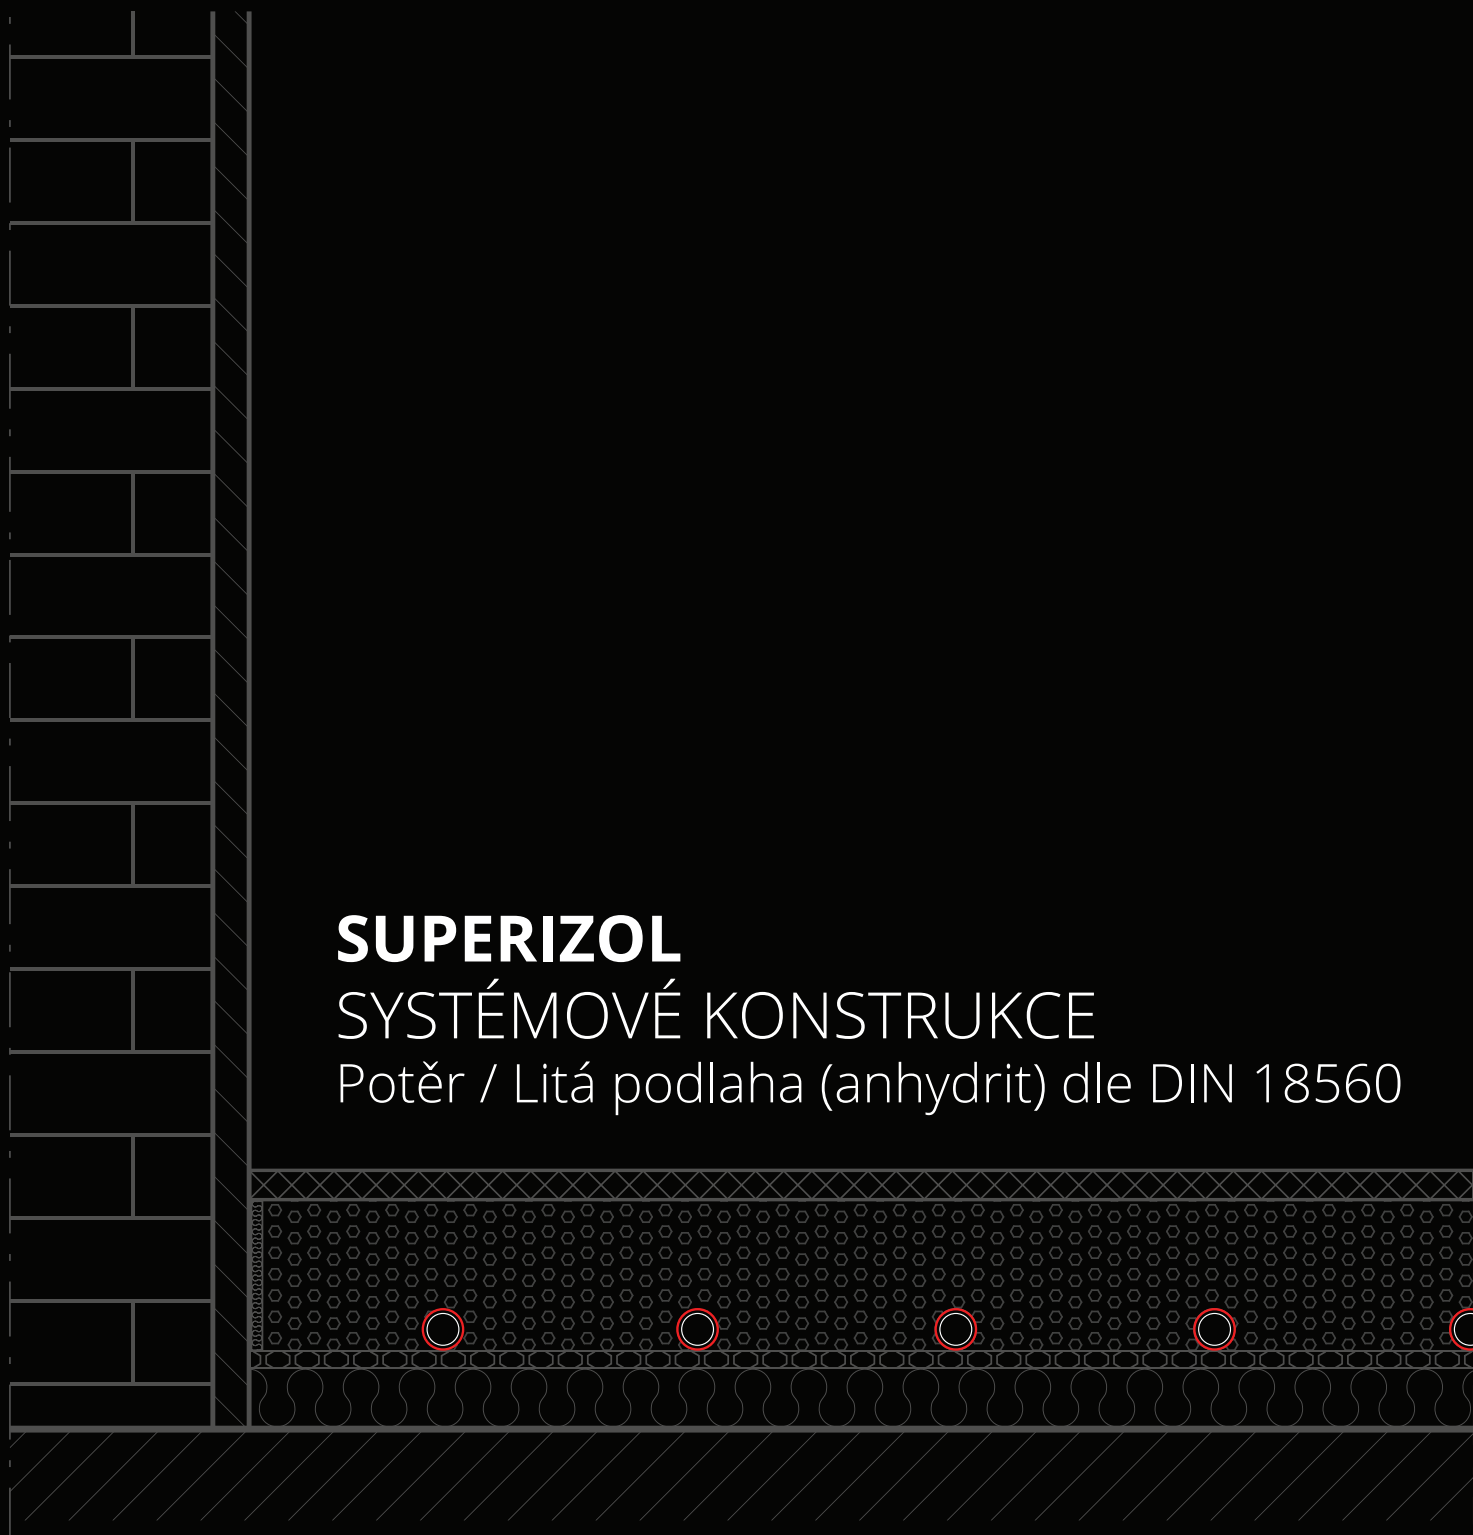 SUPERIZOL
SYSTÉMOVÉ KONSTRUKCE
Potěr / Litá podlaha (anhydrit) dle DIN 18560